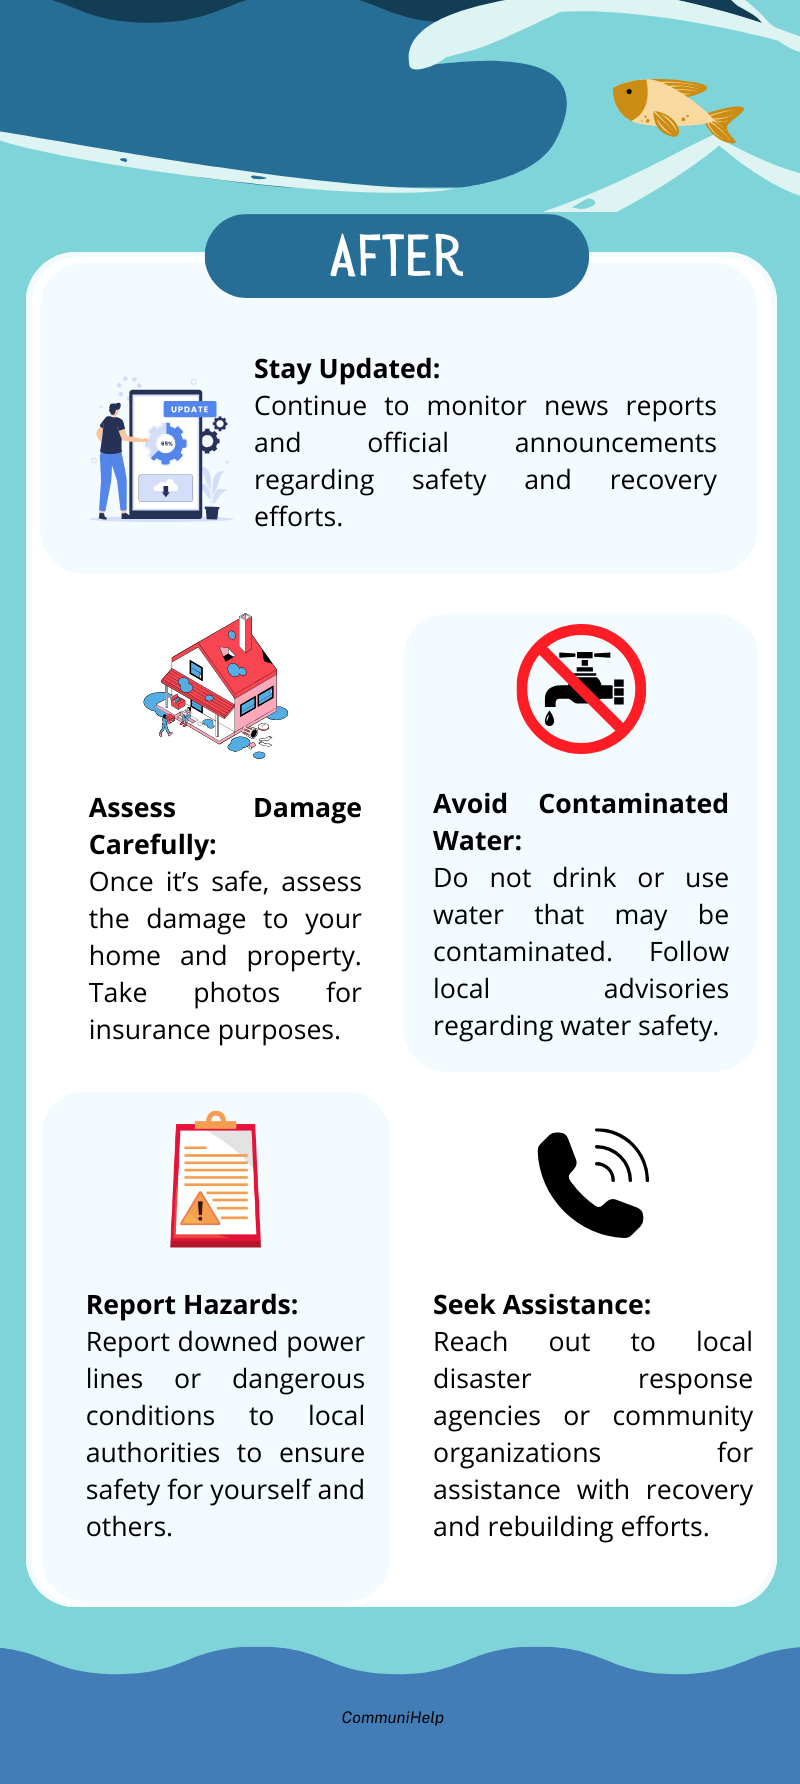 AFTER
Stay Updated:
Continue to monitor news reports
and official announcements
regarding safety and recovery
efforts.
UPDATE
65%
Assess Damage
Carefully:
Once it’s safe, assess
the damage to your
home and property.
Take photos for
insurance purposes.
Avoid Contaminated
Water:
Do not drink or use
water that may be
contaminated. Follow
local advisories
regarding water safety.
!
Report Hazards:
Report downed power
lines or dangerous
conditions to local
authorities to ensure
safety for yourself and
others.
Seek Assistance:
Reach out to local
disaster response
agencies or community
organizations for
assistance with recovery
and rebuilding efforts.
CommuniHelp